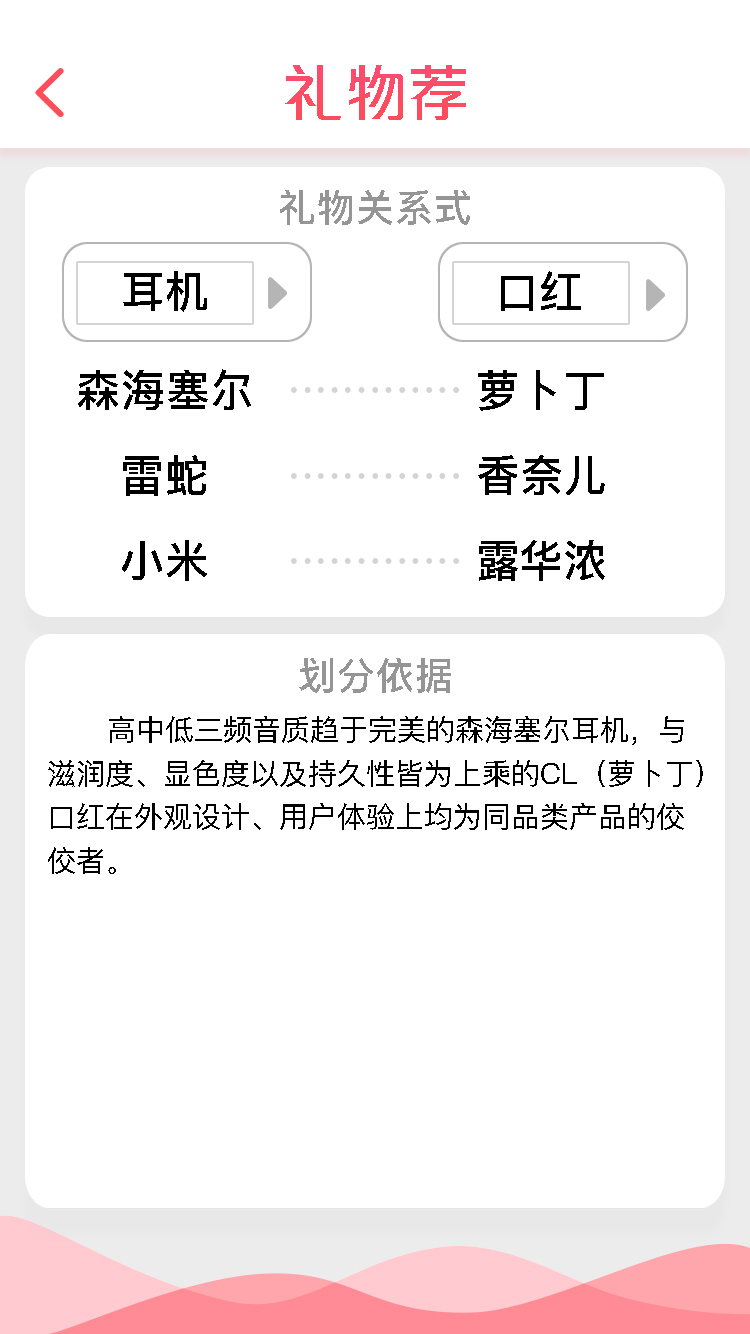 礼物荐
礼物关系式
耳机 口红
森海塞尔 萝卜丁
雷蛇 香奈儿
小米 露华浓
划分依据
高中低三频音质趋于完美的森海塞尔耳机，与
滋润度、显色度以及持久性皆为上乘的CL（萝卜丁）
口红在外观设计、用户体验上均为同品类产品的佼
佼者。